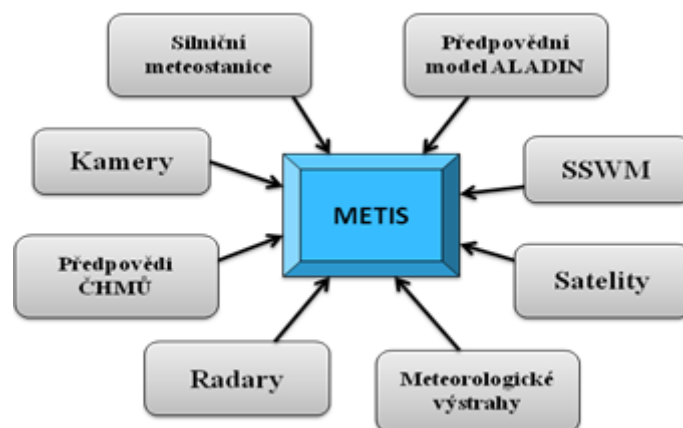 Silniční
meteostanice
Předpovědní
model ALADIN
Kamery
SSWM
METIS
Předpovědi
ČHMÚ
Satelity
Radary
Meteorologické
výstrahy